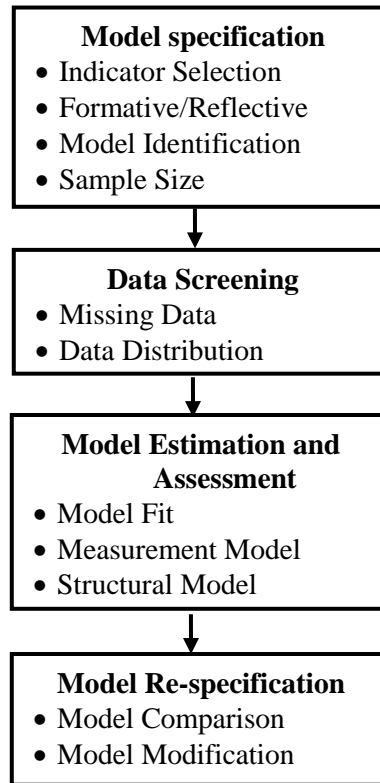 Model specification
• Indicator Selection
• Formative/Reflective
• Model Identification
• Sample Size
Data Screening
• Missing Data
• Data Distribution
Model Estimation and
Assessment
• Model Fit
• Measurement Model
• Structural Model
Model Re-specification
• Model Comparison
• Model Modification